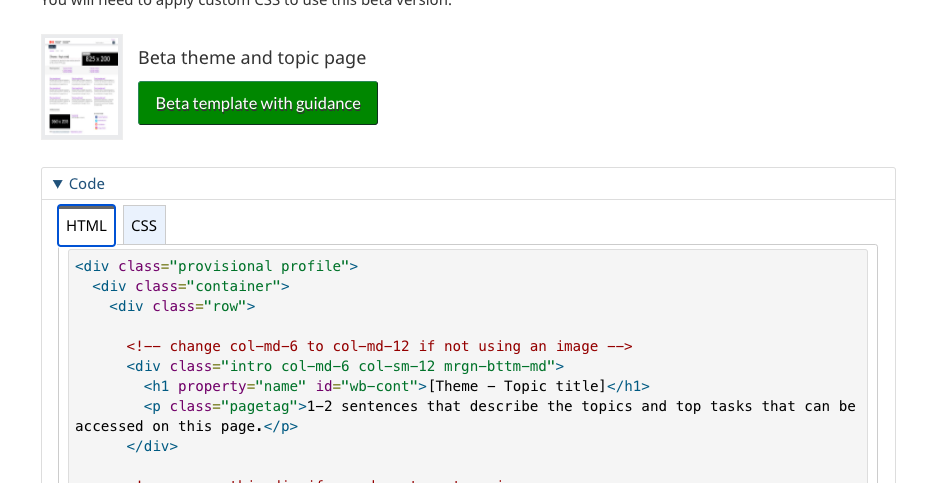 You will need to apply custom CSS to use this beta version.
825 x 200
Beta theme and topic page
Beta template with guidance
▼ Code
HTML CSS
<div class="provisional profile">
<div class="container">
<div class="row">
<!-- change col-md-6 to col-md-12 if not using an image -->
<div class="intro col-md-6 col-sm-12 mrgn-bttm-md">
<h1 property="name" id="wb-cont">[Theme - Topic title]</h1>
<p class="pagetag">1-2 sentences that describe the topics and top tasks that can be
accessed on this page.</p>
</div>